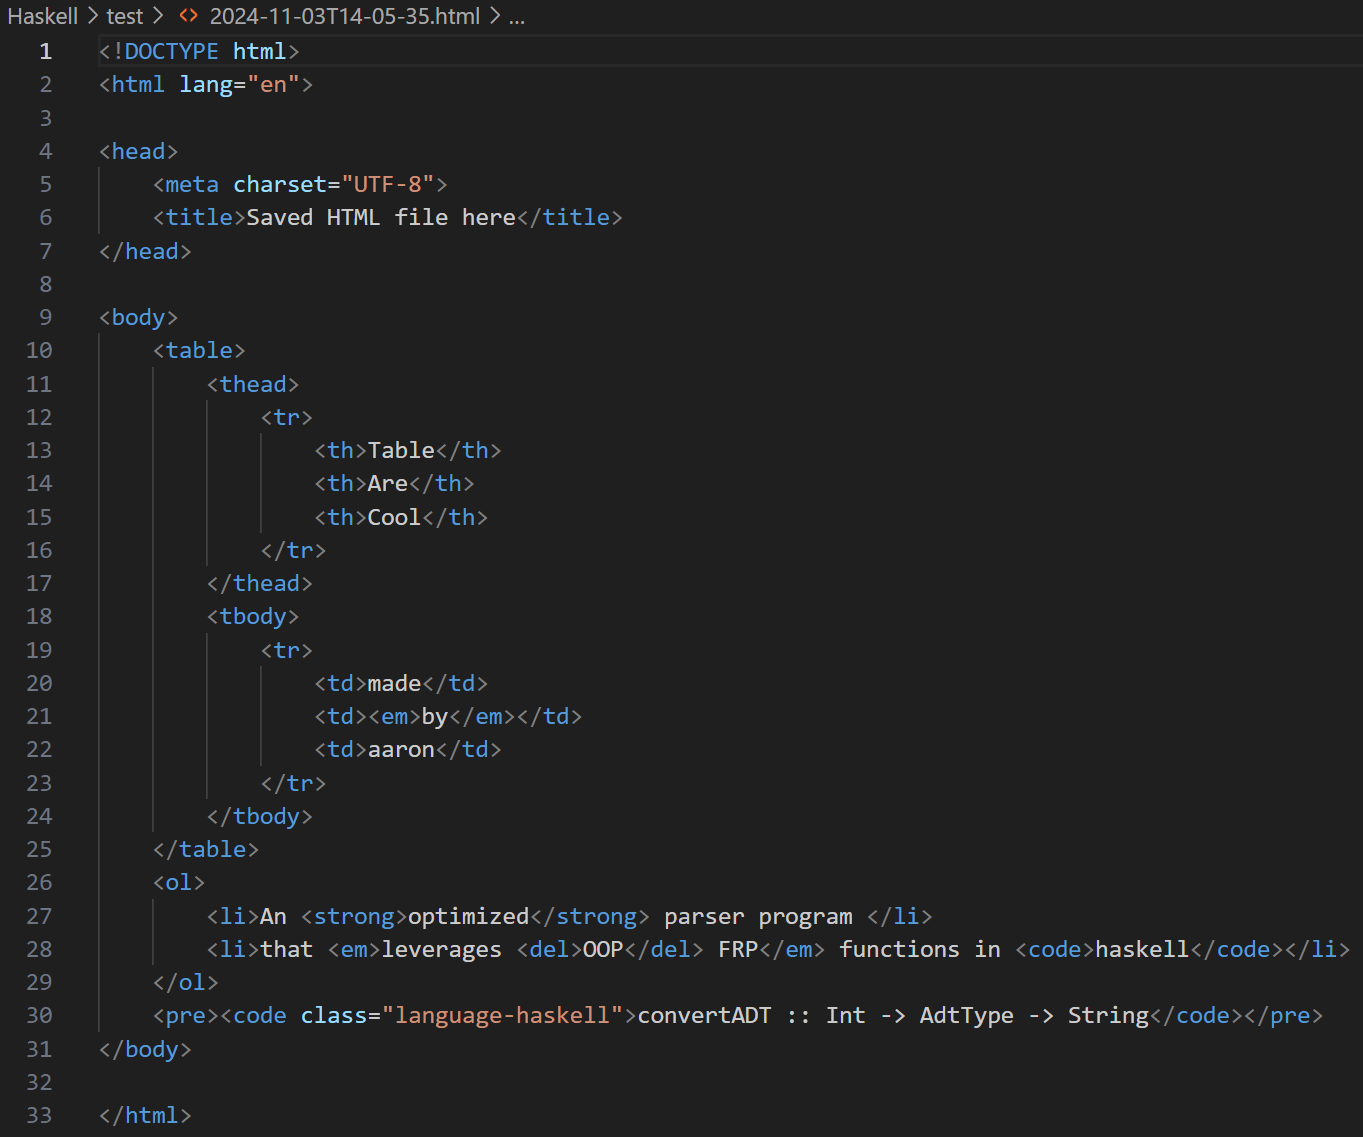 Haskell > test > <> 2024-11-03T14-05-35.html > ...
1 <!DOCTYPE html>
2 <html lang="en">
3
4 <head>
5     <meta charset="UTF-8">
6     <title>Saved HTML file here</title>
7 </head>
8
9 <body>
10     <table>
11         <thead>
12             <tr>
13                 <th>Table</th>
14                 <th>Are</th>
15                 <th>Cool</th>
16             </tr>
17         </thead>
18         <tbody>
19             <tr>
20                 <td>made</td>
21                 <td><em>by</em></td>
22                 <td>aaron</td>
23             </tr>
24         </tbody>
25     </table>
26     <ol>
27         <li>An <strong>optimized</strong> parser program </li>
28         <li>that <em>leverages <del>OOP</del> FRP</em> functions in <code>haskell</code></li>
29     </ol>
30     <pre><code class="language-haskell">convertADT :: Int -> AdtType -> String</code></pre>
31 </body>
32
33 </html>